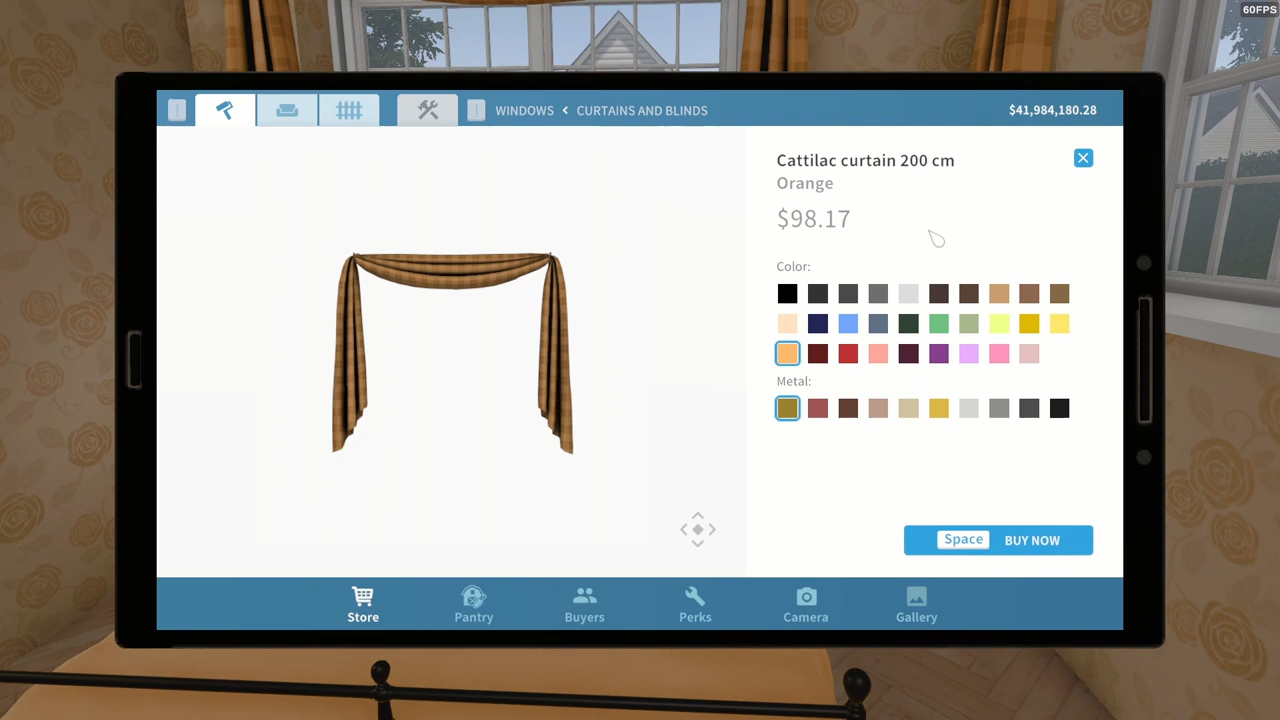 60FPS
WINDOWS < CURTAINS AND BLINDS
$41,984,180.28
Cattilac curtain 200 cm
Orange
$98.17
Color:
Metal:
Space BUY NOW
Store Pantry Buyers Perks Camera Gallery